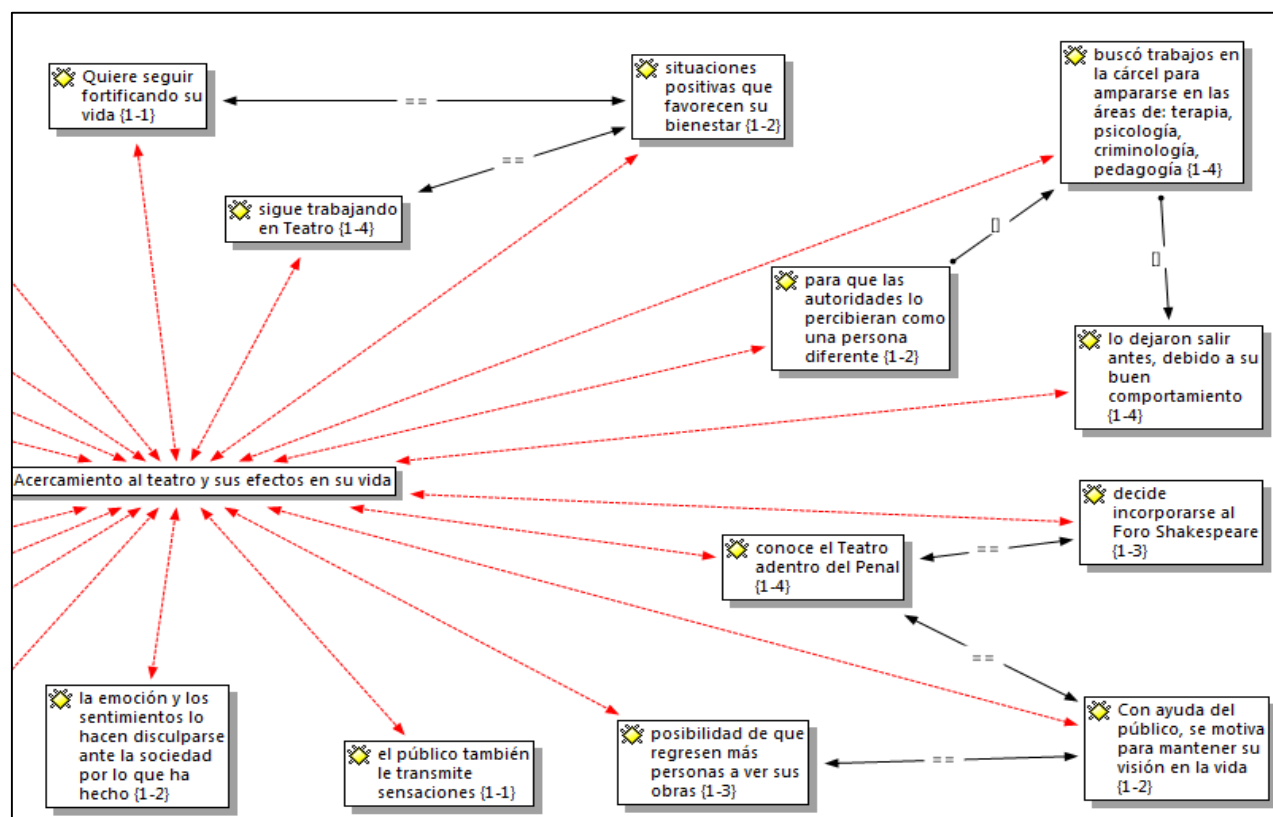 Quiere seguir
fortificando su
vida {1-1}
==
situaciones
positivas que
favorecen su
bienestar {1-2}
buscó trabajos en
la cárcel para
ampararse en las
áreas de: terapia,
psicología,
criminología,
pedagogía {1-4}
==
sigue trabajando
en Teatro {1-4}
[]
[]
para que las
autoridades lo
percibieran como
una persona
diferente {1-2}
lo dejaron salir
antes, debido a su
buen
comportamiento
{1-4}
Acercamiento al teatro y sus efectos en su vida
decide
incorporarse al
Foro Shakespeare
{1-3}
==
conoce el Teatro
adentro del Penal
{1-4}
==
la emoción y los
sentimientos lo
hacen disculparse
ante la sociedad
por lo que ha
hecho {1-2}
el público también
le transmite
sensaciones {1-1}
posibilidad de que
regresen más
personas a ver sus
obras {1-3}
==
Con ayuda del
público, se motiva
para mantener su
visión en la vida
{1-2}